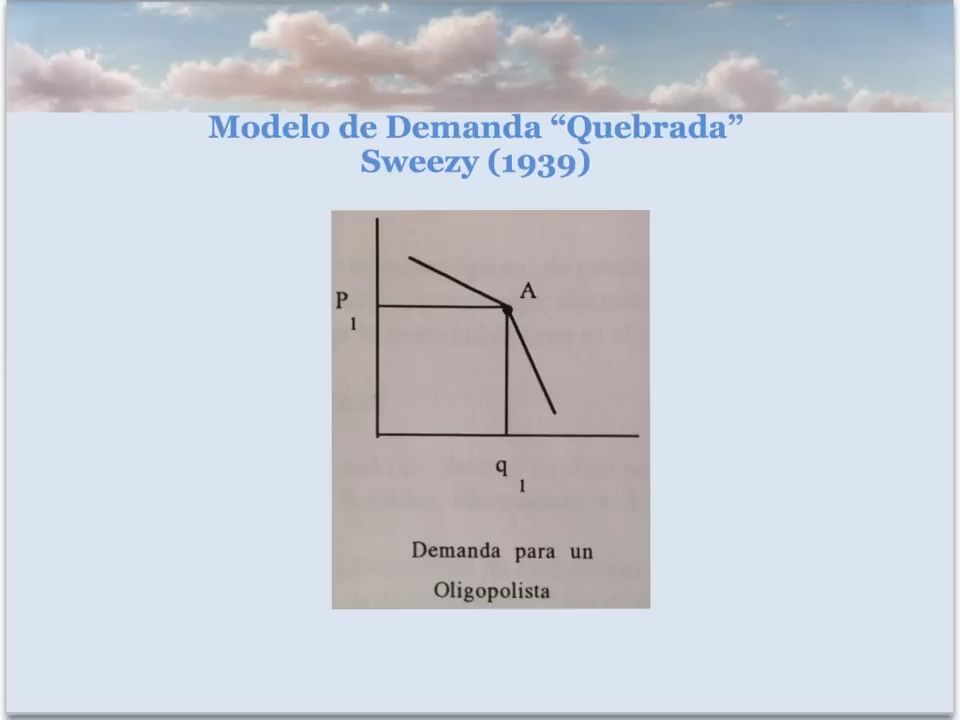 Modelo de Demanda “Quebrada”
Sweezy (1939)
A
P
1
q
1
Demanda para un
Oligopolista